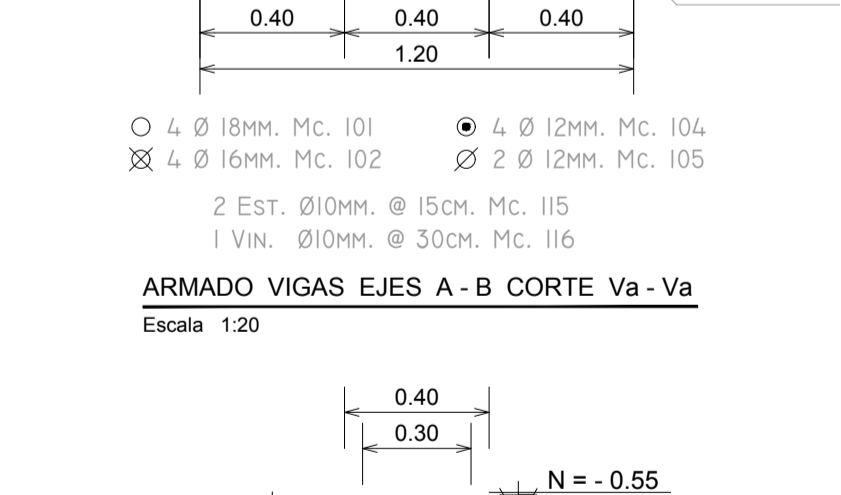 0.40 0.40 0.40
1.20
4 Ø 18MM. MC. 101
4 Ø 12MM. MC. 104
4 Ø 16MM. MC. 102
2 Ø 12MM. MC. 105
2 EST. Ø10MM. @ 15CM. MC. 115
1 VIN. Ø10MM. @ 30CM. MC. 116
ARMADO VIGAS EJES A - B CORTE Va - Va
Escala 1:20
0.40
0.30
N = - 0.55